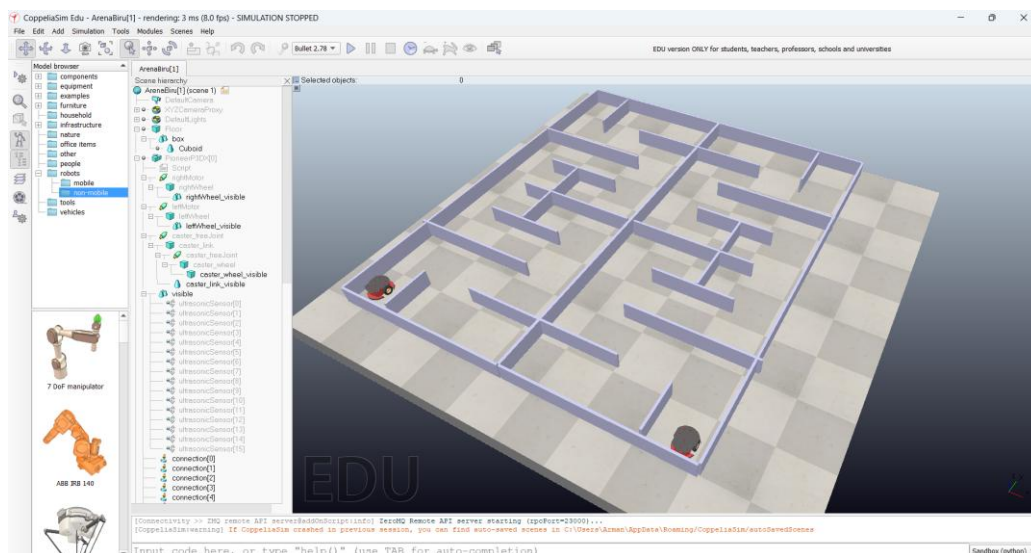 CoppeliaSim Edu - ArenaBiru[1] - rendering: 3 ms (8.0 fps) - SIMULATION STOPPED
File Edit Add Simulation Tools Modules Scenes Help
Bullet 2.78
EDU version ONLY for students, teachers, professors, schools and universities
Model browser
components
equipment
examples
furniture
household
infrastructure
nature
office items
other
people
robots
mobile
non-mobile
tools
vehicles
7 DoF manipulator
ABB IRB 140
ArenaBiru[1]
Scene hierarchy
ArenaBiru[1] (scene 1)
DefaultCamera
XYZCameraProxy
DefaultLights
Floor
box
Cuboid
PioneerP3DX[0]
Script
rightMotor
rightWheel
rightWheel_visible
leftMotor
leftWheel
leftWheel_visible
caster_freeJoint
caster_link
caster_freeJoint
caster_wheel
caster_wheel_visible
caster_link_visible
visible
ultrasonicSensor[0]
ultrasonicSensor[1]
ultrasonicSensor[2]
ultrasonicSensor[3]
ultrasonicSensor[4]
ultrasonicSensor[5]
ultrasonicSensor[6]
ultrasonicSensor[7]
ultrasonicSensor[8]
ultrasonicSensor[9]
ultrasonicSensor[10]
ultrasonicSensor[11]
ultrasonicSensor[12]
ultrasonicSensor[13]
ultrasonicSensor[14]
ultrasonicSensor[15]
connection[0]
connection[1]
connection[2]
connection[3]
connection[4]
Selected objects: 0
EDU
[Connectivity >> ZMQ remote API server@addOnScript:info] ZeroMQ Remote API server starting (rpcPort=23000)...
[CoppeliaSim:warning] If CoppeliaSim crashed in previous session, you can find auto-saved scenes in C:\Users\Arman\AppData\Roaming/CoppeliaSim/autoSavedScenes
Input code here, or type "help()" (use TAB for auto-completion)
Sandbox (python)